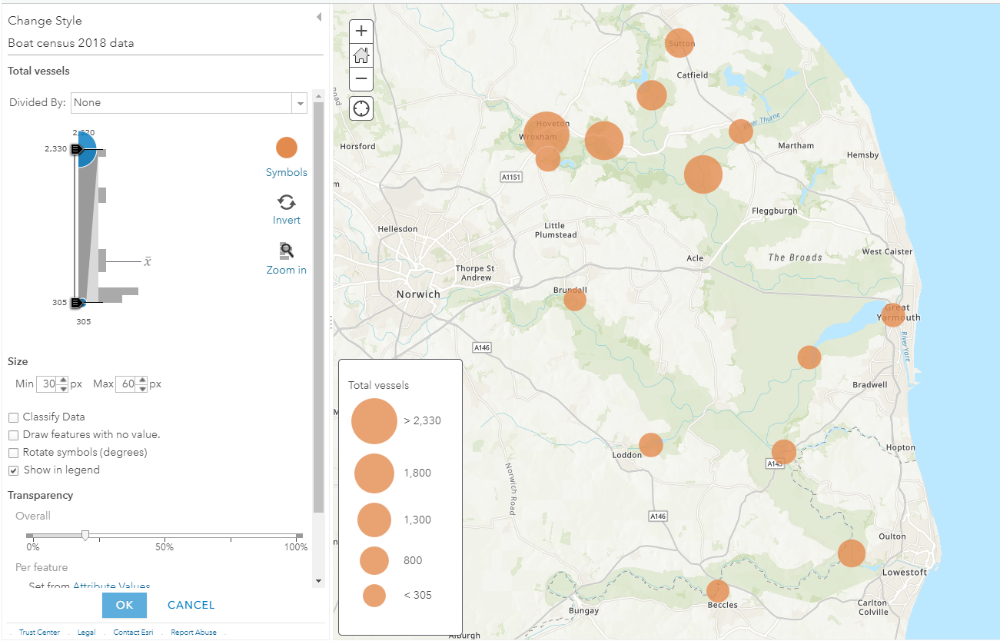 Change Style
Boat census 2018 data
Total vessels
Divided By: None
2,330
2,330
x̄
305
305
Symbols
Invert
Zoom in
Size
Min 30 px Max 60 px
Classify Data
Draw features with no value.
Rotate symbols (degrees)
Show in legend
Transparency
Overall
0% 50% 100%
Per feature
Set from Attribute Values
OK CANCEL
Trust Center Legal Contact Esri Report Abuse
+
−
Sutton
Catfield
Road
River Thurne
Hoveton
Wroxham
Horsford
Martham
Hemsby
A1151
m
Fleggburgh
Hellesdon
Little
Plumstead
West Caister
Acle
The Broads
Thorpe St
Andrew
Norwich
Brundall
Great
Yarmouth
River Yare
A146
Bradwell
Total vessels
> 2,330
1,800
1,300
800
< 305
Loddon
A143
Hopton
Norwich Road
A146
Oulton
Lowestoft
Beccles
Bungay
Carlton
Colville
Alburgh